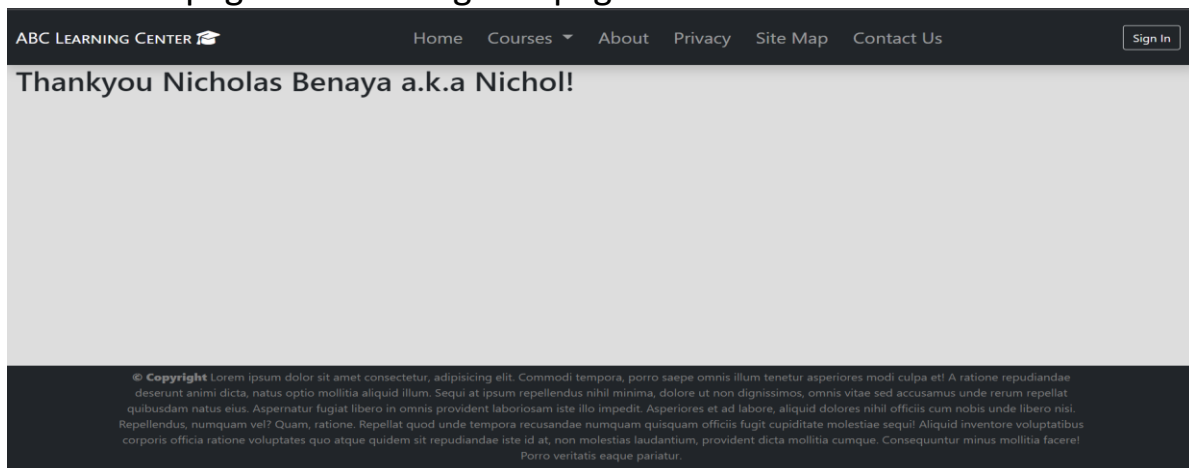 ABC LEARNING CENTER
Home Courses About Privacy Site Map Contact Us
Sign In
Thankyou Nicholas Benaya a.k.a Nichol!
© Copyright Lorem ipsum dolor sit amet consectetur, adipisicing elit. Commodi tempora, porro saepe omnis illum tenetur asperiores modi culpa et! A ratione repudiandae
deserunt animi dicta, natus optio mollitia aliquid illum. Sequi at ipsum repellendus nihil minima, dolore ut non dignissimos, omnis vitae sed accusamus unde rerum repellat
quibusdam natus eius. Aspernatur fugiat libero in omnis provident laboriosam iste illo impedit. Asperiores et ad labore, aliquid dolores nihil officiis cum nobis unde libero nisi.
Repellendus, numquam vel? Quam, ratione. Repellat quod unde tempora recusandae numquam quisquam officiis fugit cupiditate molestiae sequi! Aliquid inventore voluptatibus
corporis officia ratione voluptates quo atque quidem sit repudiandae iste id at, non molestias laudantium, provident dicta mollitia cumque. Consequuntur minus mollitia facere!
Porro veritatis eaque pariatur.